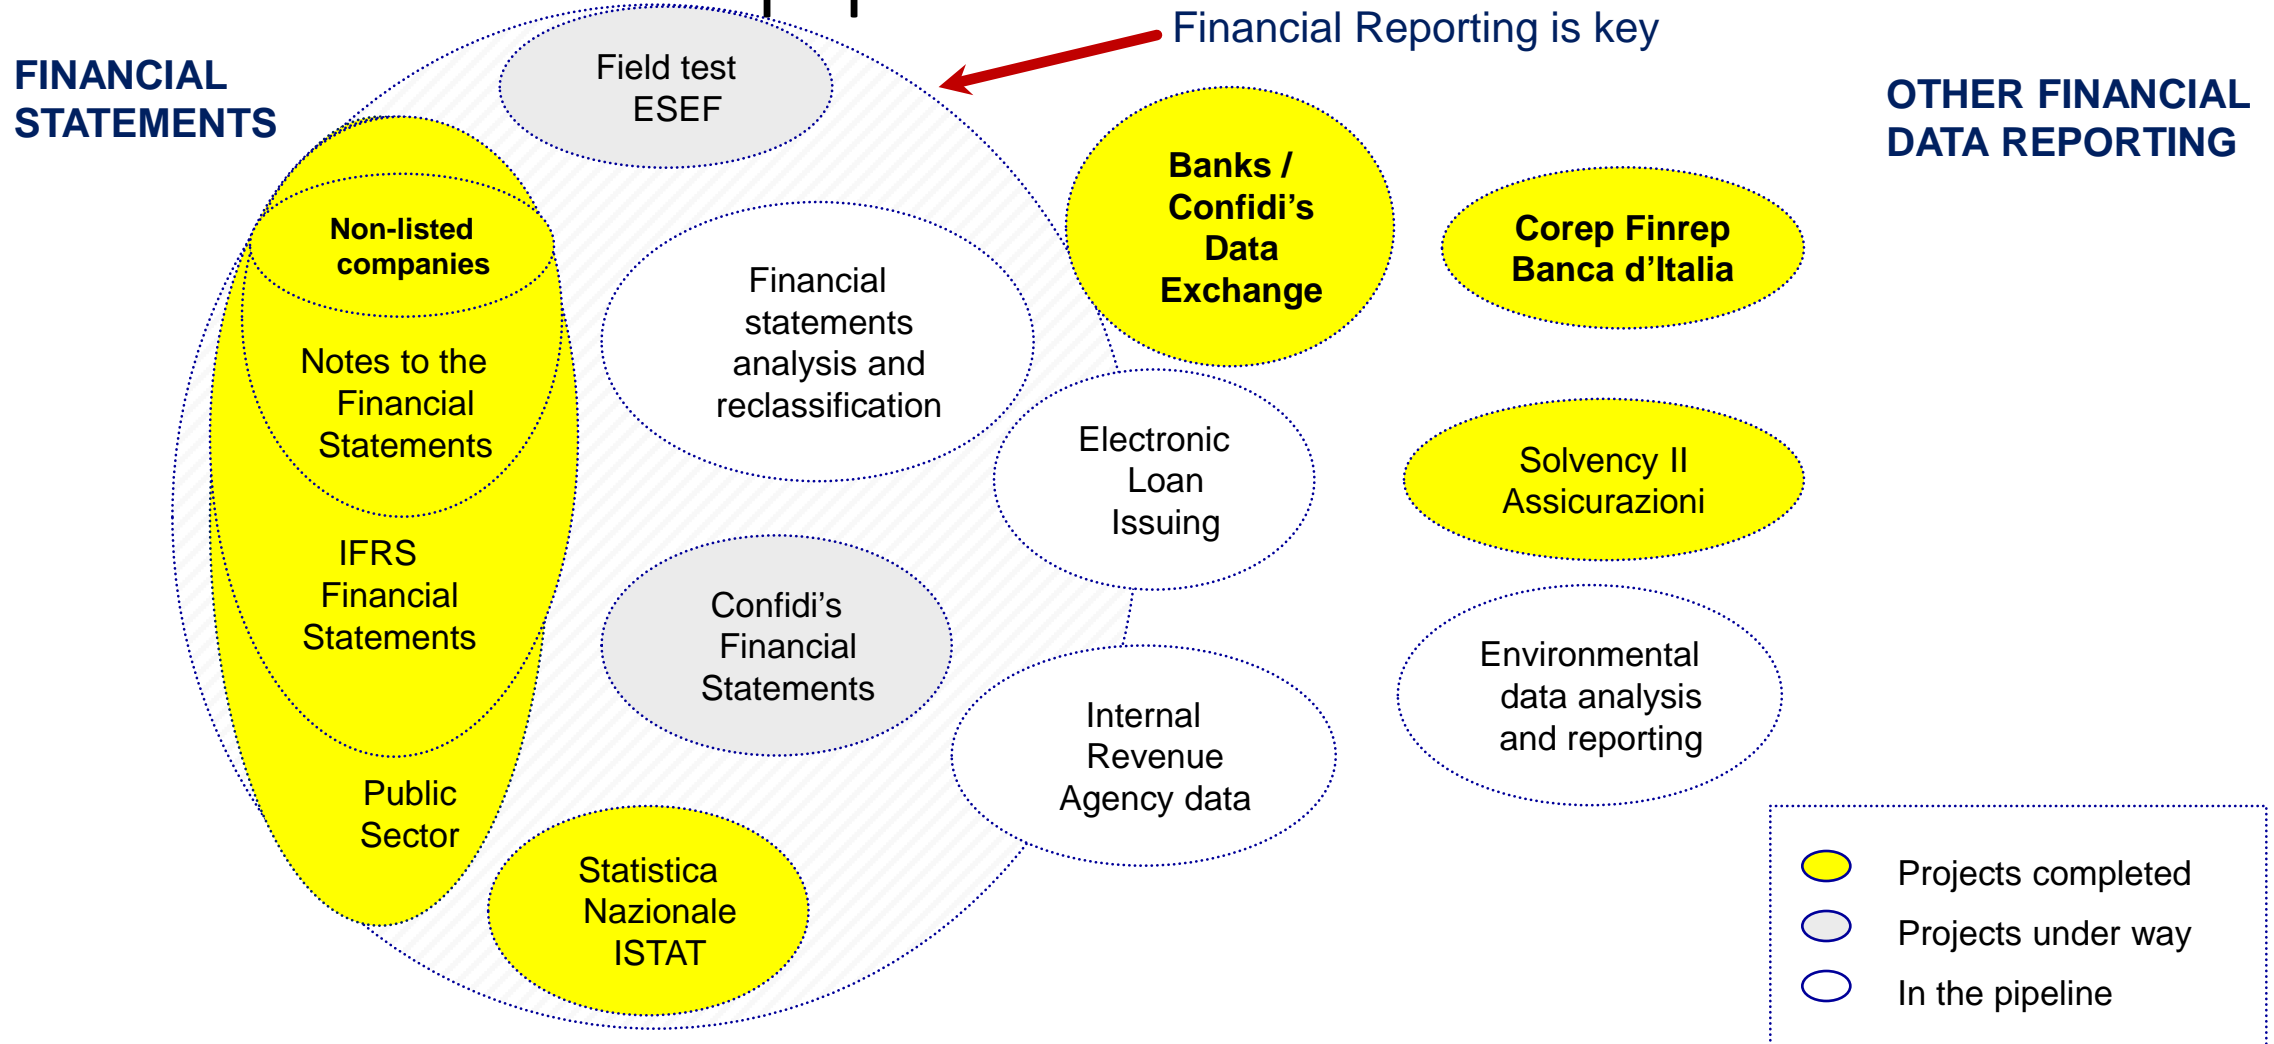 Financial Reporting is key
FINANCIAL
STATEMENTS
OTHER FINANCIAL
DATA REPORTING
Field test
ESEF
Non-listed
companies
Notes to the
Financial
Statements
IFRS
Financial
Statements
Public
Sector
Financial
statements
analysis and
reclassification
Confidi's
Financial
Statements
Statistica
Nazionale
ISTAT
Banks /
Confidi’s
Data
Exchange
Electronic
Loan
Issuing
Internal
Revenue
Agency data
Corep Finrep
Banca d’Italia
Solvency II
Assicurazioni
Environmental
data analysis
and reporting
Projects completed
Projects under way
In the pipeline